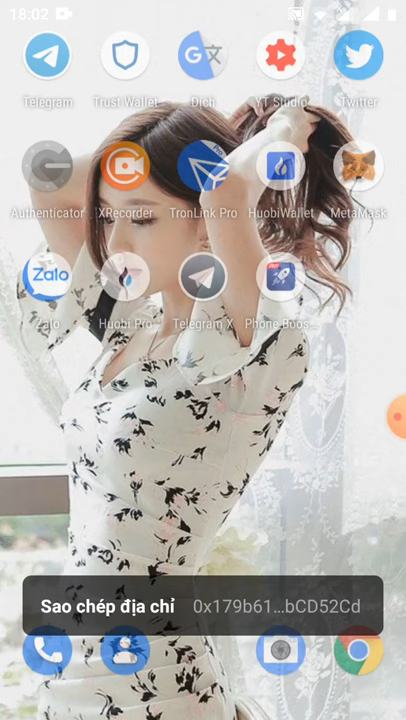 18:02
Telegram
Trust Wallet
Dịch
YT Studio
Twitter
Authenticator
XRecorder
TronLink Pro
HuobiWallet
MetaMask
Zalo
Zalo
Huobi Pro
Telegram X
Phone Boos…
Sao chép địa chỉ 0x179b61…bCD52Cd